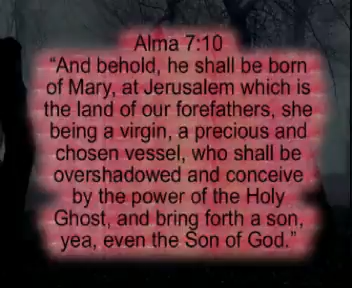 Alma 7:10
“And behold, he shall be born
of Mary, at Jerusalem which is
the land of our forefathers, she
being a virgin, a precious and
chosen vessel, who shall be
overshadowed and conceive
by the power of the Holy
Ghost, and bring forth a son,
yea, even the Son of God.”